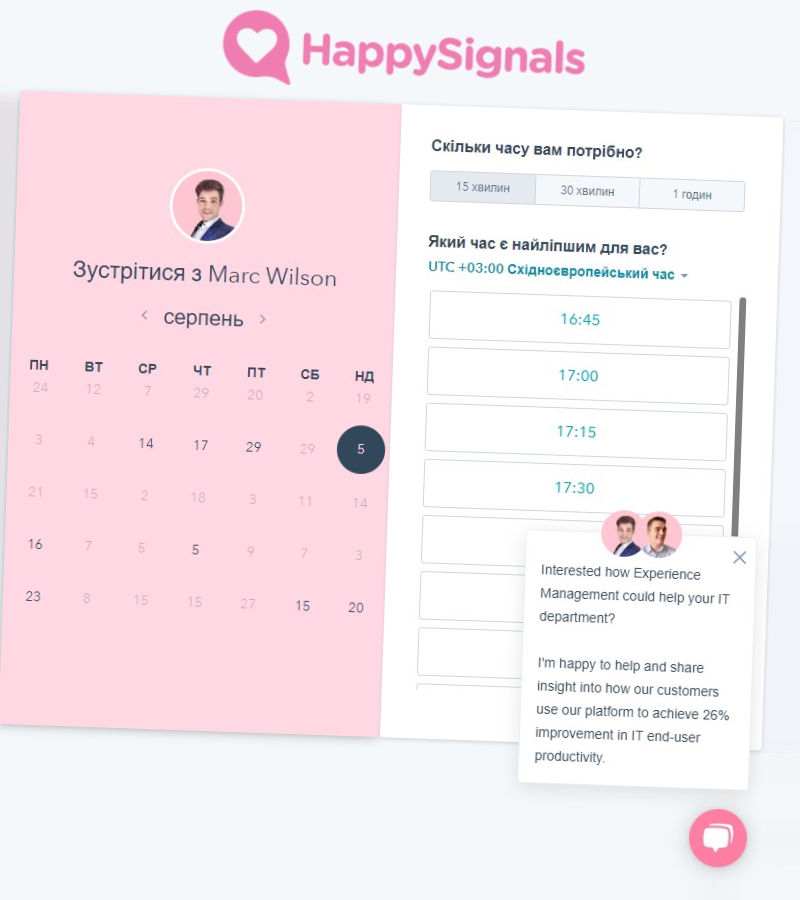 HappySignals
Зустрітися з Marc Wilson
серпень
ПН ВТ СР ЧТ ПТ СБ НД
24 12 7 29 20 2 19
3 4 14 17 29 29 5
21 15 2 18 3 11 14
16 7 5 5 9 7 3
23 8 15 15 27 15 20
Скільки часу вам потрібно?
15 хвилин 30 хвилин 1 годин
Який час є найліпшим для вас?
UTC +03:00 Східноєвропейський час
16:45
17:00
17:15
17:30
Interested how Experience
Management could help your IT
department?
I'm happy to help and share
insight into how our customers
use our platform to achieve 26%
improvement in IT end-user
productivity.